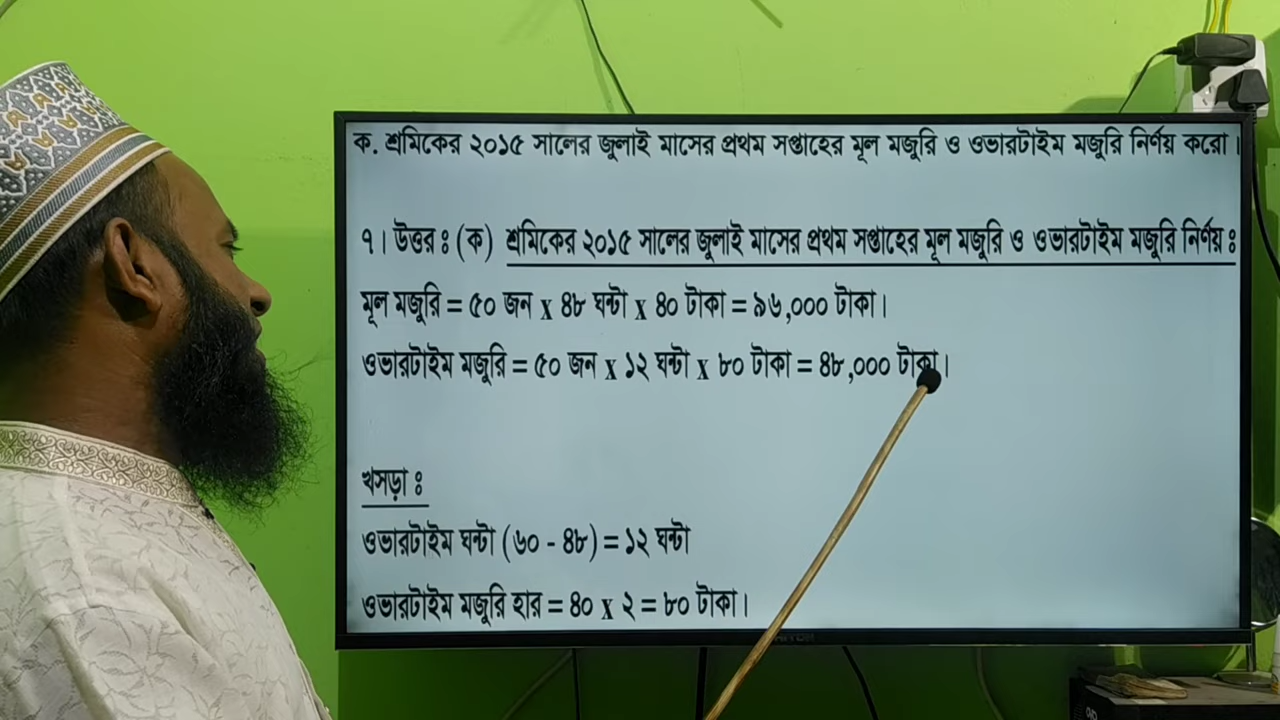 ক. শ্রমিকের ২০১৫ সালের জুলাই মাসের প্রথম সপ্তাহের মূল মজুরি ও ওভারটাইম মজুরি নির্ণয় করো।
৭। উত্তর ঃ (ক) শ্রমিকের ২০১৫ সালের জুলাই মাসের প্রথম সপ্তাহের মূল মজুরি ও ওভারটাইম মজুরি নির্ণয় ঃ
মূল মজুরি = ৫০ জন x ৪৮ ঘন্টা x ৪০ টাকা = ৯৬,০০০ টাকা।
ওভারটাইম মজুরি = ৫০ জন x ১২ ঘন্টা x ৮০ টাকা = ৪৮,০০০ টাকা।
খসড়া ঃ
ওভারটাইম ঘন্টা (৬০ - ৪৮) = ১২ ঘন্টা
ওভারটাইম মজুরি হার = ৪০ x ২ = ৮০ টাকা।